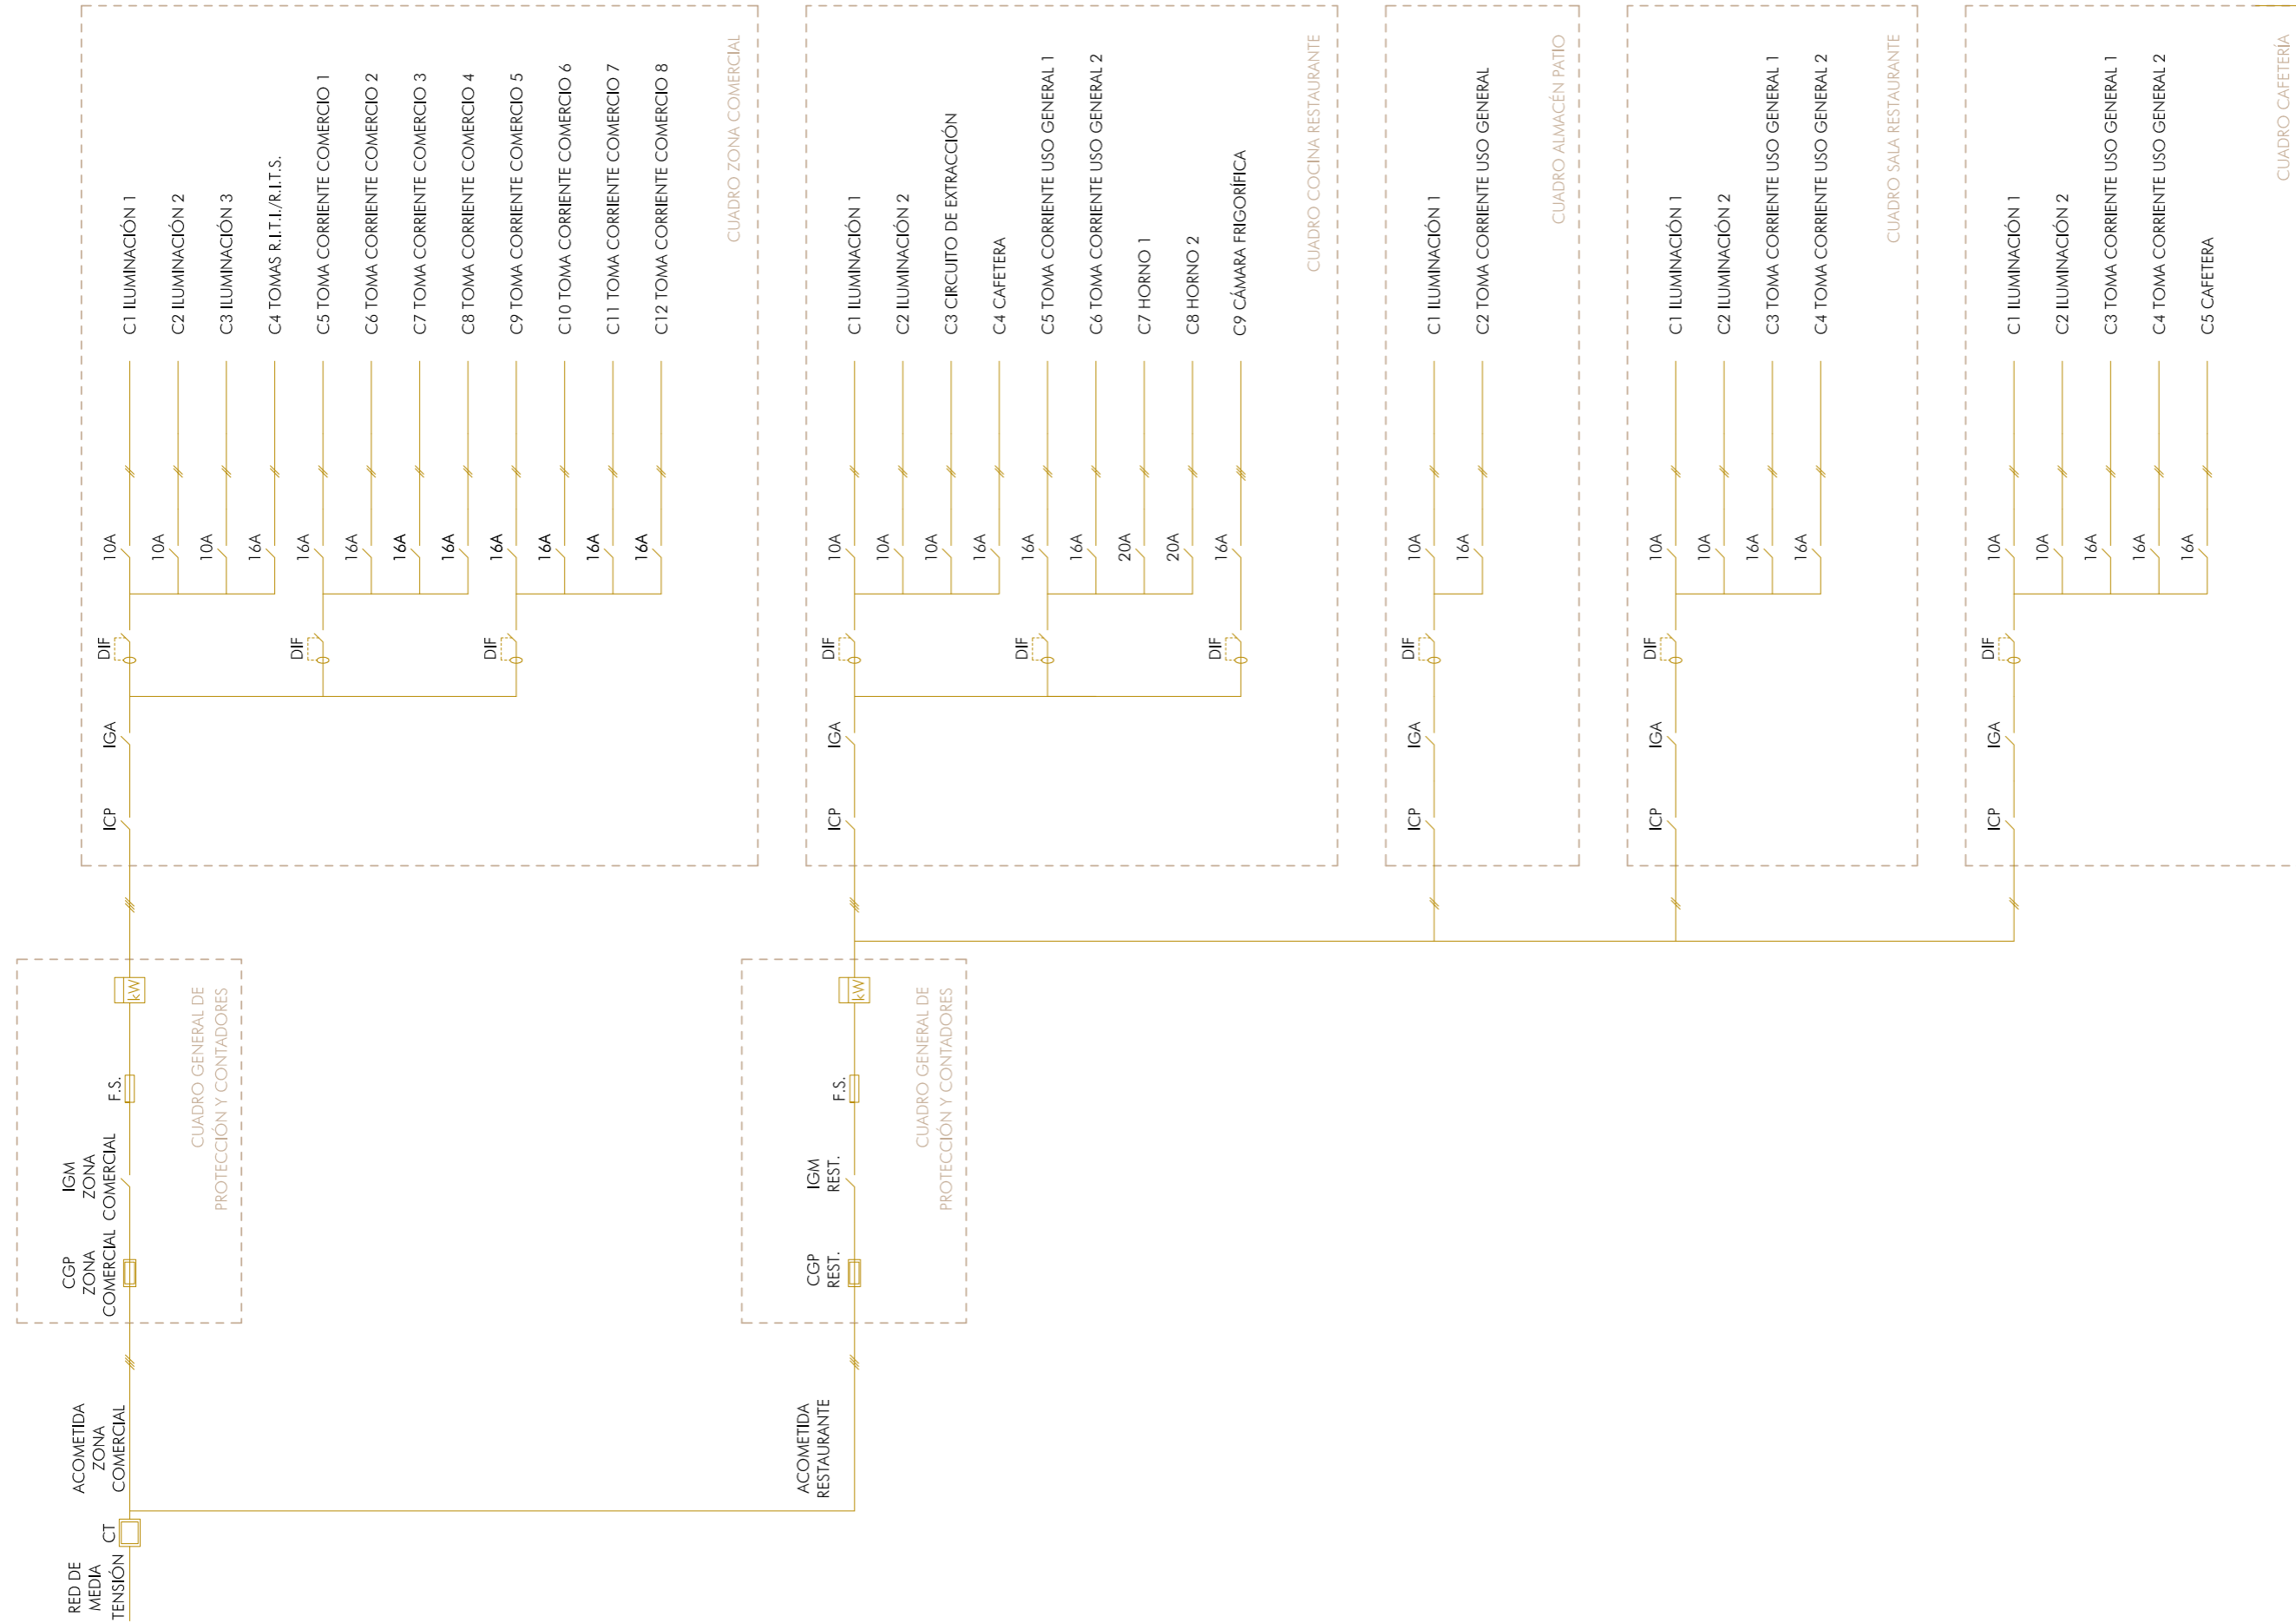 RED DE
MEDIA
TENSIÓN
CT
ACOMETIDA
ZONA
COMERCIAL
CGP
ZONA
COMERCIAL
IGM
ZONA
COMERCIAL
F.S.
kW
CUADRO GENERAL DE
PROTECCIÓN Y CONTADORES
ICP
IGA
DIF
DIF
DIF
10A
C1 ILUMINACIÓN 1
10A
C2 ILUMINACIÓN 2
10A
C3 ILUMINACIÓN 3
16A
C4 TOMAS R.I.T.I./R.I.T.S.
16A
C5 TOMA CORRIENTE COMERCIO 1
16A
C6 TOMA CORRIENTE COMERCIO 2
16A
C7 TOMA CORRIENTE COMERCIO 3
16A
C8 TOMA CORRIENTE COMERCIO 4
16A
C9 TOMA CORRIENTE COMERCIO 5
16A
C10 TOMA CORRIENTE COMERCIO 6
16A
C11 TOMA CORRIENTE COMERCIO 7
16A
C12 TOMA CORRIENTE COMERCIO 8
CUADRO ZONA COMERCIAL
ACOMETIDA
RESTAURANTE
CGP
REST.
IGM
REST.
F.S.
kW
CUADRO GENERAL DE
PROTECCIÓN Y CONTADORES
ICP
IGA
DIF
DIF
DIF
10A
C1 ILUMINACIÓN 1
10A
C2 ILUMINACIÓN 2
10A
C3 CIRCUITO DE EXTRACCIÓN
16A
C4 CAFETERA
16A
C5 TOMA CORRIENTE USO GENERAL 1
16A
C6 TOMA CORRIENTE USO GENERAL 2
20A
C7 HORNO 1
20A
C8 HORNO 2
16A
C9 CÁMARA FRIGORÍFICA
CUADRO COCINA RESTAURANTE
ICP
IGA
DIF
10A
C1 ILUMINACIÓN 1
16A
C2 TOMA CORRIENTE USO GENERAL
CUADRO ALMACÉN PATIO
ICP
IGA
DIF
10A
C1 ILUMINACIÓN 1
10A
C2 ILUMINACIÓN 2
16A
C3 TOMA CORRIENTE USO GENERAL 1
16A
C4 TOMA CORRIENTE USO GENERAL 2
CUADRO SALA RESTAURANTE
ICP
IGA
DIF
10A
C1 ILUMINACIÓN 1
10A
C2 ILUMINACIÓN 2
16A
C3 TOMA CORRIENTE USO GENERAL 1
16A
C4 TOMA CORRIENTE USO GENERAL 2
16A
C5 CAFETERA
CUADRO CAFETERÍA